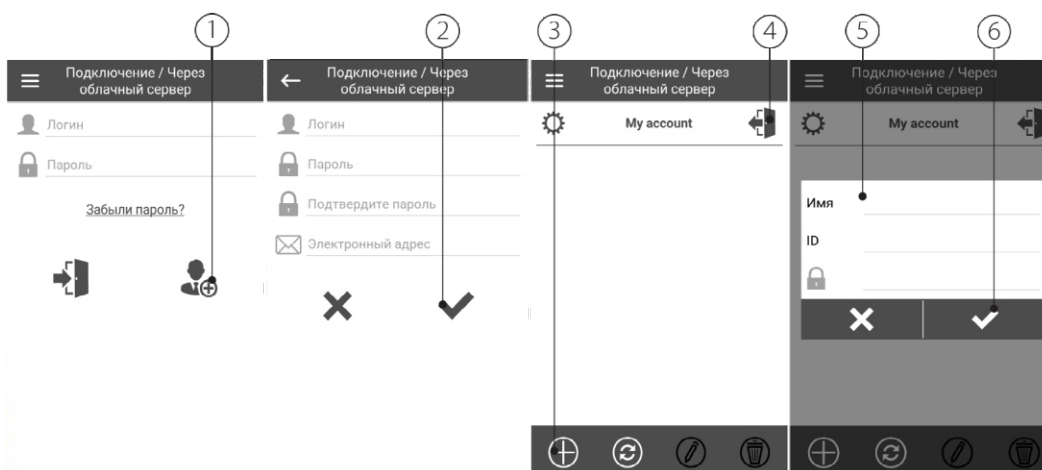 1
2
3
4
5
6
Подключение / Через
облачный сервер
Логин
Пароль
Забыли пароль?
Подключение / Через
облачный сервер
Логин
Пароль
Подтвердите пароль
Электронный адрес
Подключение / Через
облачный сервер
My account
Подключение / Через
облачный сервер
My account
Имя
ID